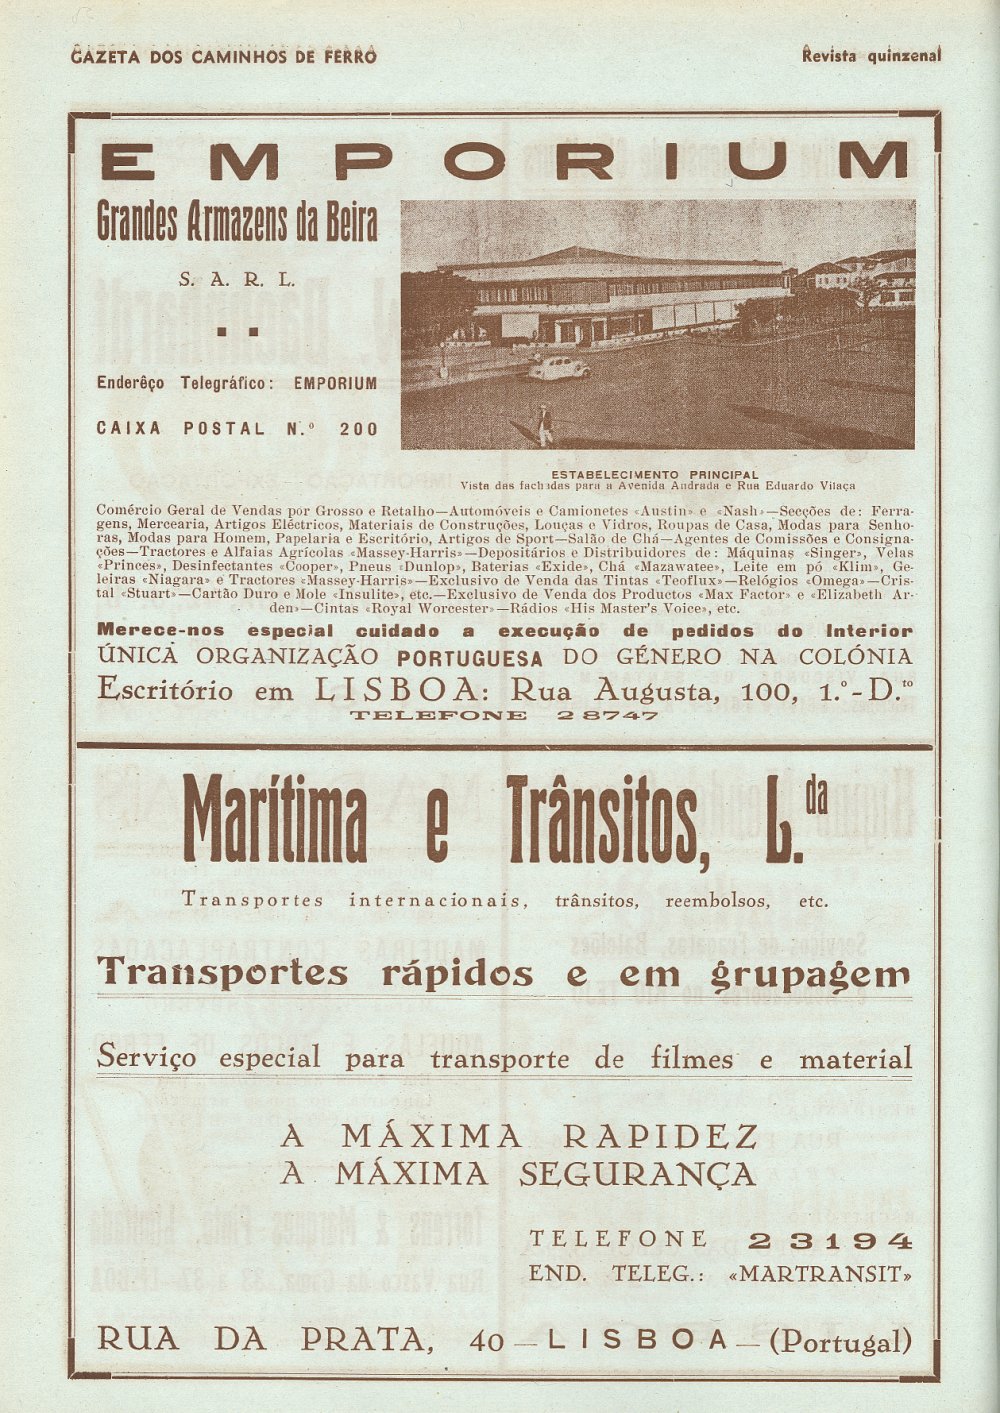 GAZETA DOS CAMINHOS DE FERRO
Revista quinzenal
EMPORIUM
Grandes Armazens da Beira
S. A. R. L.
Enderêço Telegráfico: EMPORIUM
CAIXA POSTAL N.º 200
ESTABELECIMENTO PRINCIPAL
Vista das fachadas para a Avenida Andrada e Rua Eduardo Vilaça
Comércio Geral de Vendas por Grosso e Retalho—Automóveis e Camionetes «Austin» e «Nash»—Secções de: Ferra-
gens, Mercearia, Artigos Eléctricos, Materiais de Construções, Louças e Vidros, Roupas de Casa, Modas para Senho-
ras, Modas para Homem, Papelaria e Escritório, Artigos de Sport—Salão de Chá—Agentes de Comissões e Consigna-
ções—Tractores e Alfaias Agrícolas «Massey-Harris»—Depositários e Distribuidores de: Máquinas «Singer», Velas
«Princes», Desinfectantes «Cooper», Pneus «Dunlop», Baterias «Exide», Chá «Mazawatee», Leite em pó «Klim», Ge-
leiras «Niagara» e Tractores «Massey-Harris»—Exclusivo de Venda das Tintas «Teoflux»—Relógios «Omega»—Cris-
tal «Stuart»—Cartão Duro e Mole «Insulite», etc.—Exclusivo de Venda dos Productos «Max Factor» e «Elizabeth Ar-
den»—Cintas «Royal Worcester»—Rádios «His Master's Voice», etc.
Merece-nos especial cuidado a execução de pedidos do Interior
ÚNICA ORGANIZAÇÃO PORTUGUESA DO GÉNERO NA COLÓNIA
Escritório em LISBOA: Rua Augusta, 100, 1.º-D.to
TELEFONE 28747
Marítima e Trânsitos, L.da
Transportes internacionais, trânsitos, reembolsos, etc.
Transportes rápidos e em grupagem
Serviço especial para transporte de filmes e material
A MÁXIMA RAPIDEZ
A MÁXIMA SEGURANÇA
TELEFONE 23194
END. TELEG.: «MARTRANSIT»
RUA DA PRATA, 40—LISBOA—(Portugal)